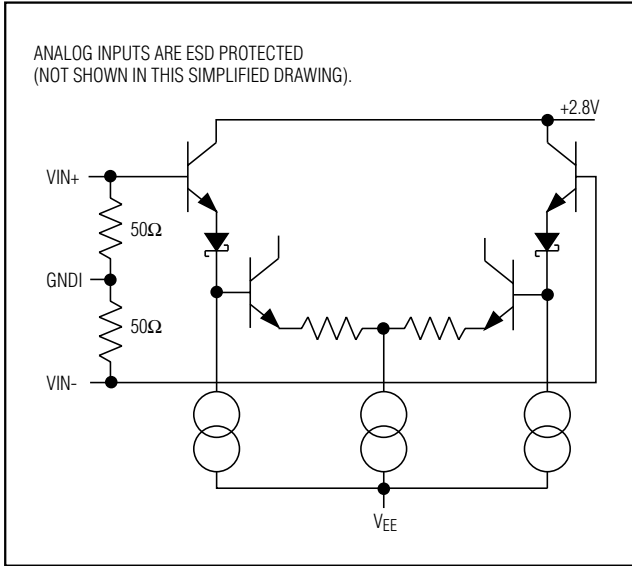 ANALOG INPUTS ARE ESD PROTECTED
(NOT SHOWN IN THIS SIMPLIFIED DRAWING).
+2.8V
VIN+
50Ω
GNDI
50Ω
VIN-
VEE